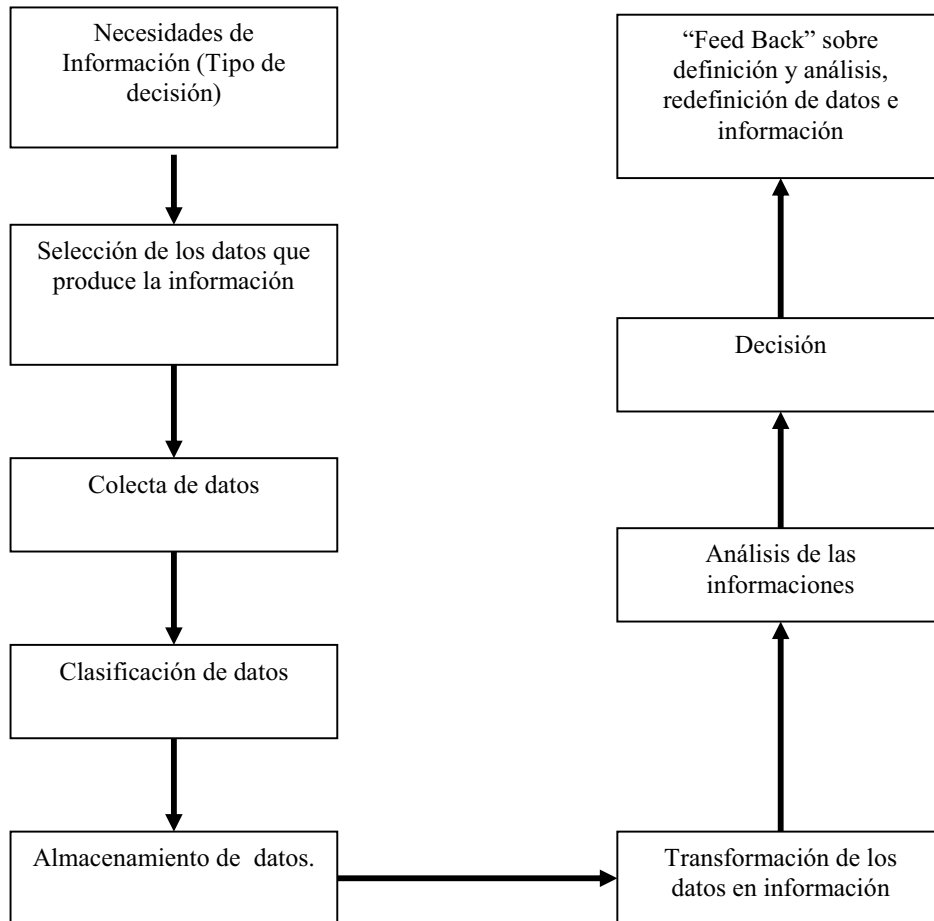 Necesidades de
Información (Tipo de
decisión)
Selección de los datos que
produce la información
Colecta de datos
Clasificación de datos
Almacenamiento de  datos.
Transformación de los
datos en información
Análisis de las
informaciones
Decisión
“Feed Back” sobre
definición y análisis,
redefinición de datos e
información